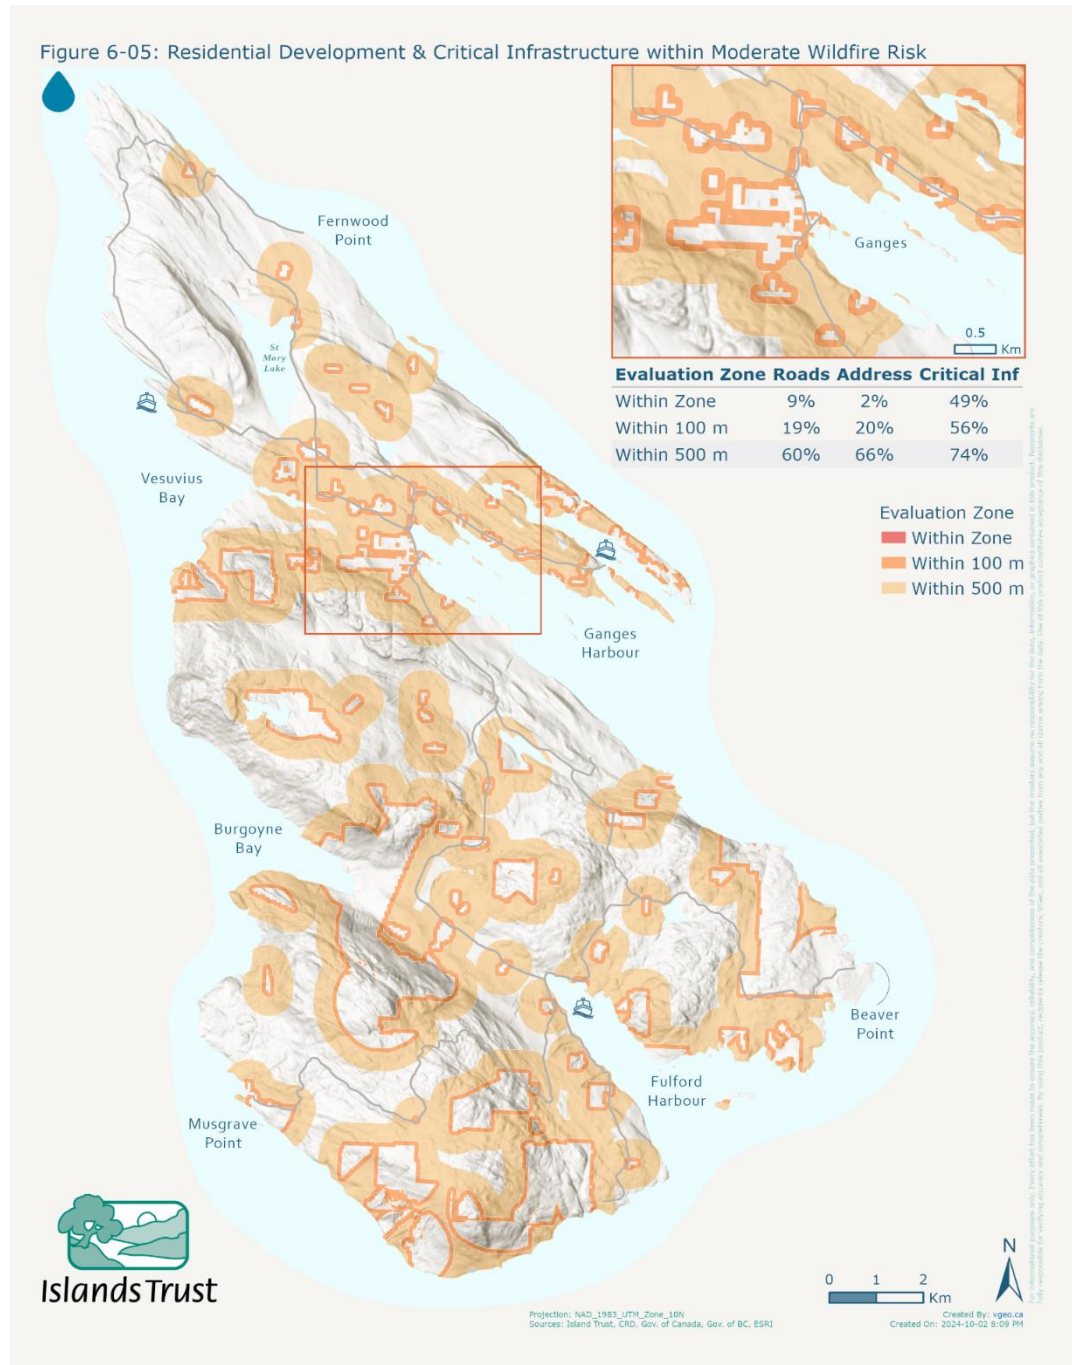 Figure 6-05: Residential Development & Critical Infrastructure within Moderate Wildfire Risk
Fernwood
Point
St
Mary
Lake
Vesuvius
Bay
Ganges
0.5
Km
Evaluation Zone Roads Address Critical Inf
Within Zone 9% 2% 49%
Within 100 m 19% 20% 56%
Within 500 m 60% 66% 74%
Evaluation Zone
Within Zone
Within 100 m
Within 500 m
Ganges
Harbour
Burgoyne
Bay
Beaver
Point
Fulford
Harbour
Musgrave
Point
Islands Trust
N
0 1 2
Km
Projection: NAD_1983_UTM_Zone_10N
Sources: Island Trust, CRD, Gov. of Canada, Gov. of BC, ESRI
Created By: vgeo.ca
Created On: 2024-10-02 8:09 PM